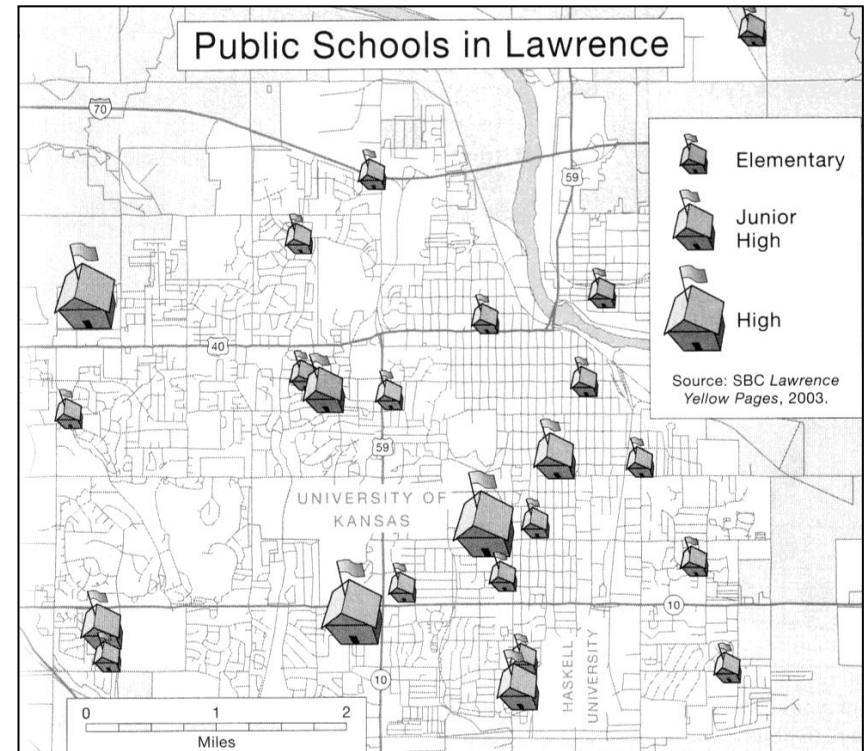 Public Schools in Lawrence
70
59
Elementary
Junior
High
High
Source: SBC Lawrence
Yellow Pages, 2003.
40
59
UNIVERSITY OF
KANSAS
10
HASKELL
UNIVERSITY
10
0 1 2
Miles